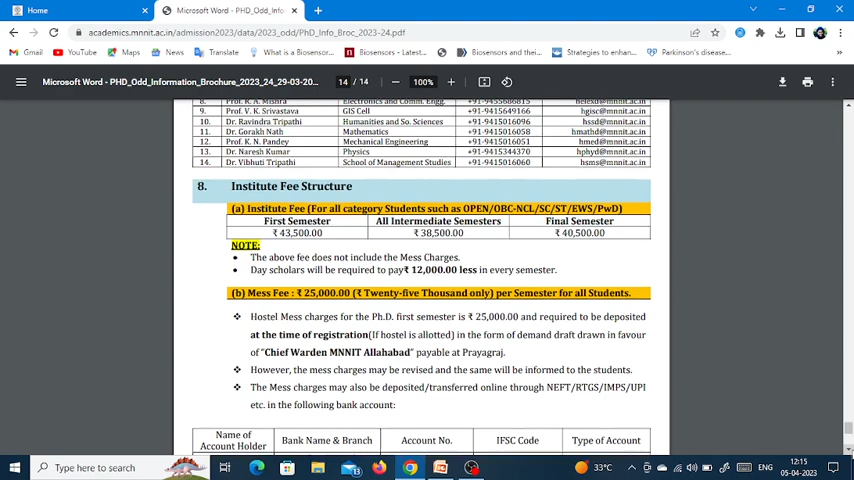 Home
Microsoft Word - PHD_Odd_Info
academics.mnnit.ac.in/admission2023/data/2023_odd/PhD_Info_Broc_2023-24.pdf
Gmail YouTube Maps News Translate What is a Biosensor... Biosensors - Latest... Biosensors and thei... Strategies to enhan... Parkinson's disease...
Microsoft Word - PHD_Odd_Information_Brochure_2023_24_29-03-20... 14 / 14 100%
8. Prof. R. A. Mishra Electronics and Comm. Engg. +91-9455686815 helexd@mnnit.ac.in
9. Prof. V. K. Srivastava GIS Cell +91-9415649166 hgisc@mnnit.ac.in
10. Dr. Ravindra Tripathi Humanities and So. Sciences +91-9415016096 hssd@mnnit.ac.in
11. Dr. Gorakh Nath Mathematics +91-9415016058 hmathd@mnnit.ac.in
12. Prof. K. N. Pandey Mechanical Engineering +91-9415016051 hmed@mnnit.ac.in
13. Dr. Naresh Kumar Physics +91-9415344370 hphyd@mnnit.ac.in
14. Dr. Vibhuti Tripathi School of Management Studies +91-9415016060 hsms@mnnit.ac.in
8. Institute Fee Structure
(a) Institute Fee (For all category Students such as OPEN/OBC-NCL/SC/ST/EWS/PwD)
First Semester All Intermediate Semesters Final Semester
₹ 43,500.00 ₹ 38,500.00 ₹ 40,500.00
NOTE:
• The above fee does not include the Mess Charges.
• Day scholars will be required to pay₹ 12,000.00 less in every semester.
(b) Mess Fee : ₹ 25,000.00 (₹ Twenty-five Thousand only) per Semester for all Students.
❖ Hostel Mess charges for the Ph.D. first semester is ₹ 25,000.00 and required to be deposited
at the time of registration(If hostel is allotted) in the form of demand draft drawn in favour
of "Chief Warden MNNIT Allahabad" payable at Prayagraj.
❖ However, the mess charges may be revised and the same will be informed to the students.
❖ The Mess charges may also be deposited/transferred online through NEFT/RTGS/IMPS/UPI
etc. in the following bank account:
Name of
Account Holder Bank Name & Branch Account No. IFSC Code Type of Account
Type here to search 33°C ENG 12:15
05-04-2023